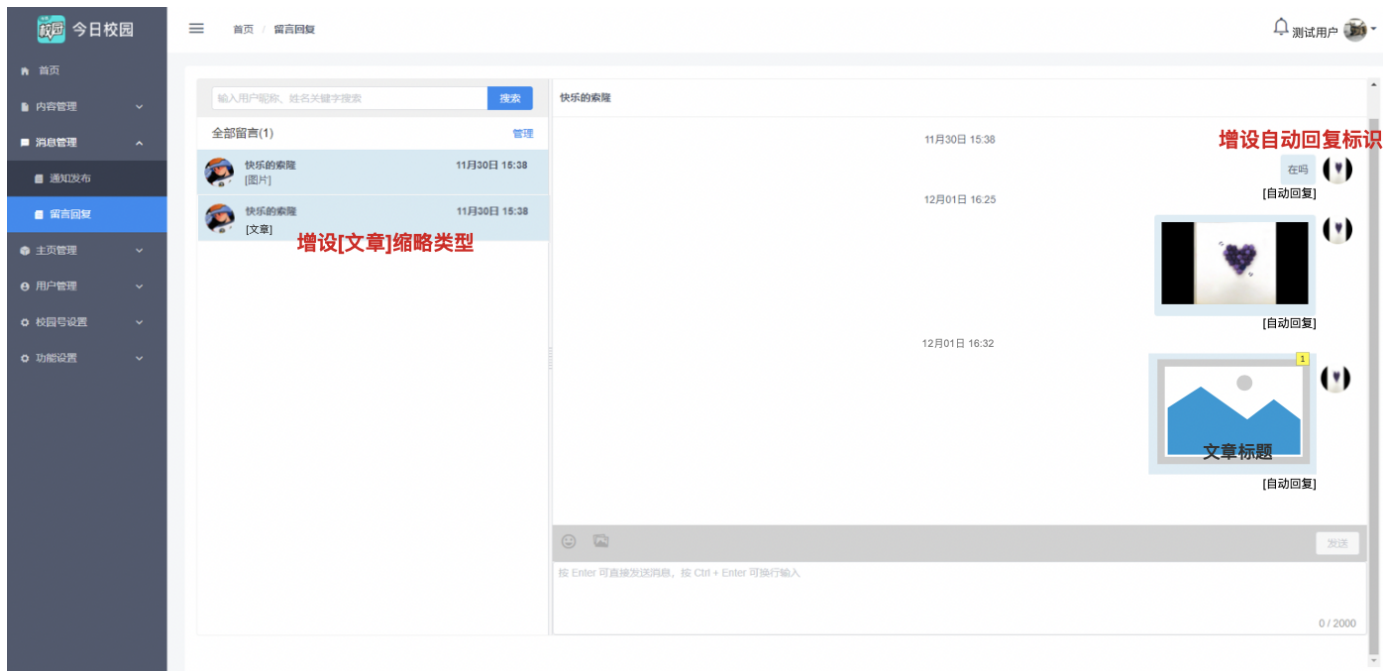 校园 今日校园
首页 / 留言回复
测试用户
首页
内容管理
消息管理
通知发布
留言回复
主页管理
用户管理
校园号设置
功能设置
输入用户昵称、姓名关键字搜索 搜索
全部留言(1) 管理
快乐的索隆 11月30日 15:38
[图片]
快乐的索隆 11月30日 15:38
[文章]
增设[文章]缩略类型
快乐的索隆
11月30日 15:38
增设自动回复标识
在吗
[自动回复]
12月01日 16:25
[自动回复]
12月01日 16:32
1
文章标题
[自动回复]
发送
按 Enter 可直接发送消息，按 Ctrl + Enter 可换行输入
0 / 2000